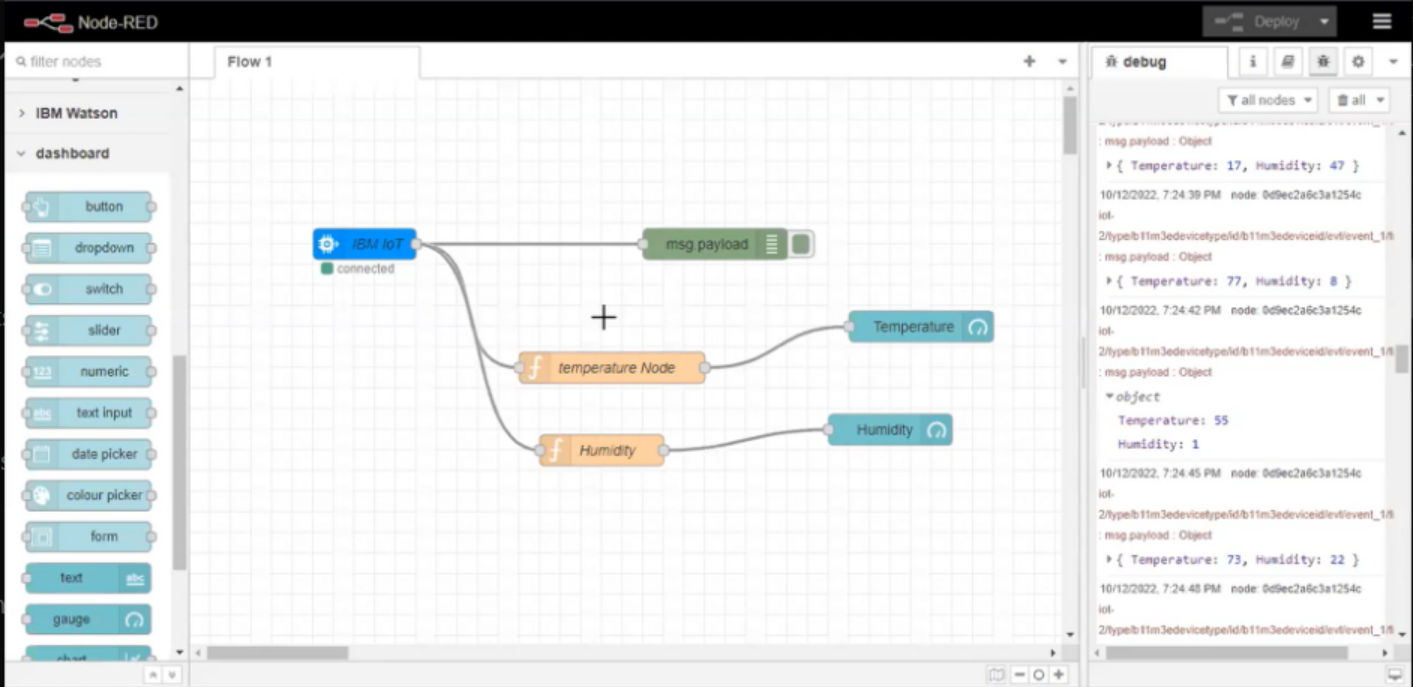 Node-RED
Deploy
filter nodes
Flow 1
debug
i
all nodes
all
IBM Watson
dashboard
button
dropdown
switch
slider
123 numeric
abc text input
date picker
colour picker
form
text abc
gauge
chart
IBM IoT
connected
msg.payload
Temperature
f temperature Node
Humidity
f Humidity
: msg.payload : Object
{ Temperature: 17, Humidity: 47 }
10/12/2022, 7:24:39 PM node: 0d9ec2a6c3a1254c
iot-
2/type/b11m3edevicetype/id/b11m3edeviceid/evt/event_1/
: msg.payload : Object
{ Temperature: 77, Humidity: 8 }
10/12/2022, 7:24:42 PM node: 0d9ec2a6c3a1254c
iot-
2/type/b11m3edevicetype/id/b11m3edeviceid/evt/event_1/
: msg.payload : Object
object
Temperature: 55
Humidity: 1
10/12/2022, 7:24:45 PM node: 0d9ec2a6c3a1254c
iot-
2/type/b11m3edevicetype/id/b11m3edeviceid/evt/event_1/
: msg.payload : Object
{ Temperature: 73, Humidity: 22 }
10/12/2022, 7:24:48 PM node: 0d9ec2a6c3a1254c
iot-
2/type/b11m3edevicetype/id/b11m3edeviceid/evt/event_1/